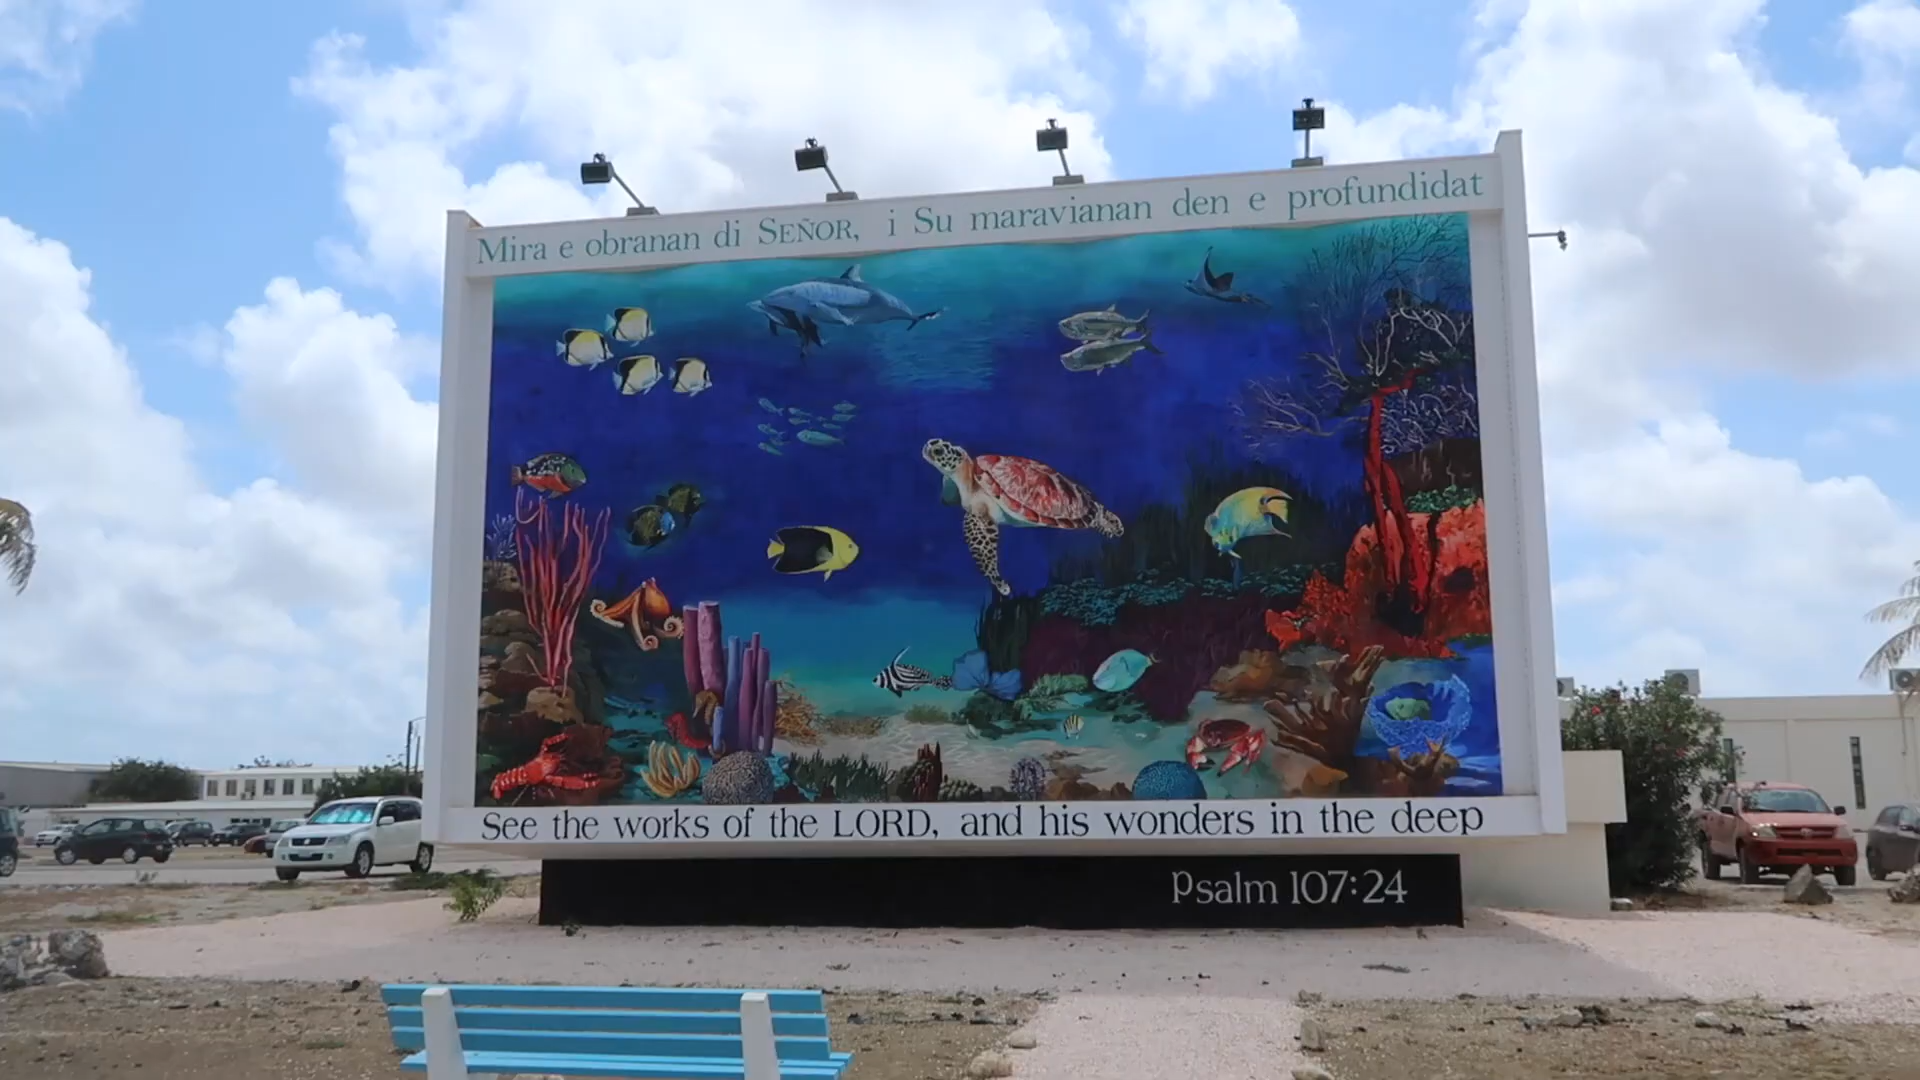 Mira e obranan di SEÑOR, i Su maravianan den e profundidat
See the works of the LORD, and his wonders in the deep
Psalm 107:24